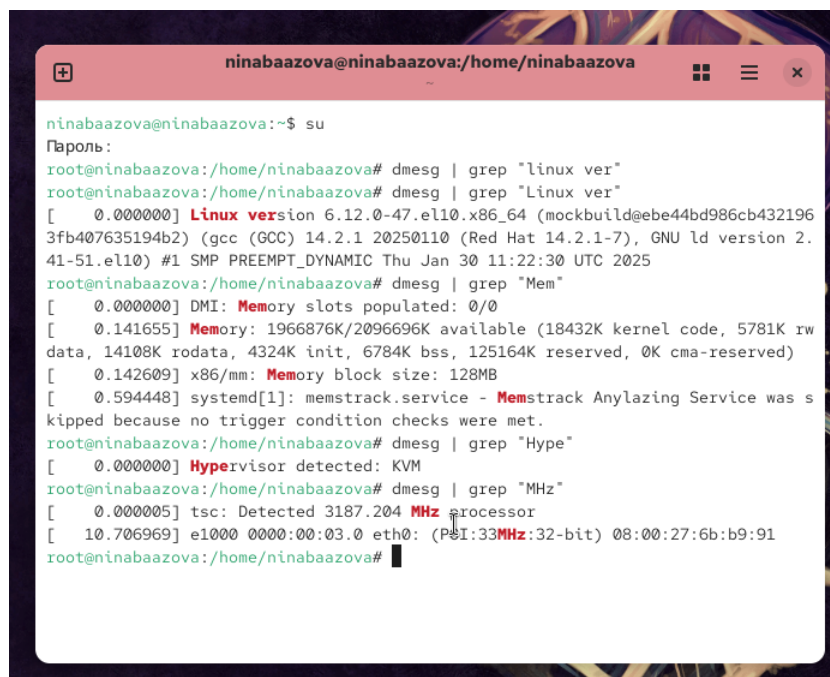 ninabaazova@ninabaazova:/home/ninabaazova
~
ninabaazova@ninabaazova:~$ su
Пароль:
root@ninabaazova:/home/ninabaazova# dmesg | grep "linux ver"
root@ninabaazova:/home/ninabaazova# dmesg | grep "Linux ver"
[    0.000000] Linux version 6.12.0-47.el10.x86_64 (mockbuild@ebe44bd986cb432196
3fb407635194b2) (gcc (GCC) 14.2.1 20250110 (Red Hat 14.2.1-7), GNU ld version 2.
41-51.el10) #1 SMP PREEMPT_DYNAMIC Thu Jan 30 11:22:30 UTC 2025
root@ninabaazova:/home/ninabaazova# dmesg | grep "Mem"
[    0.000000] DMI: Memory slots populated: 0/0
[    0.141655] Memory: 1966876K/2096696K available (18432K kernel code, 5781K rw
data, 14108K rodata, 4324K init, 6784K bss, 125164K reserved, 0K cma-reserved)
[    0.142609] x86/mm: Memory block size: 128MB
[    0.594448] systemd[1]: memstrack.service - Memstrack Anylazing Service was s
kipped because no trigger condition checks were met.
root@ninabaazova:/home/ninabaazova# dmesg | grep "Hype"
[    0.000000] Hypervisor detected: KVM
root@ninabaazova:/home/ninabaazova# dmesg | grep "MHz"
[    0.000005] tsc: Detected 3187.204 MHz processor
[   10.706969] e1000 0000:00:03.0 eth0: (PCI:33MHz:32-bit) 08:00:27:6b:b9:91
root@ninabaazova:/home/ninabaazova#